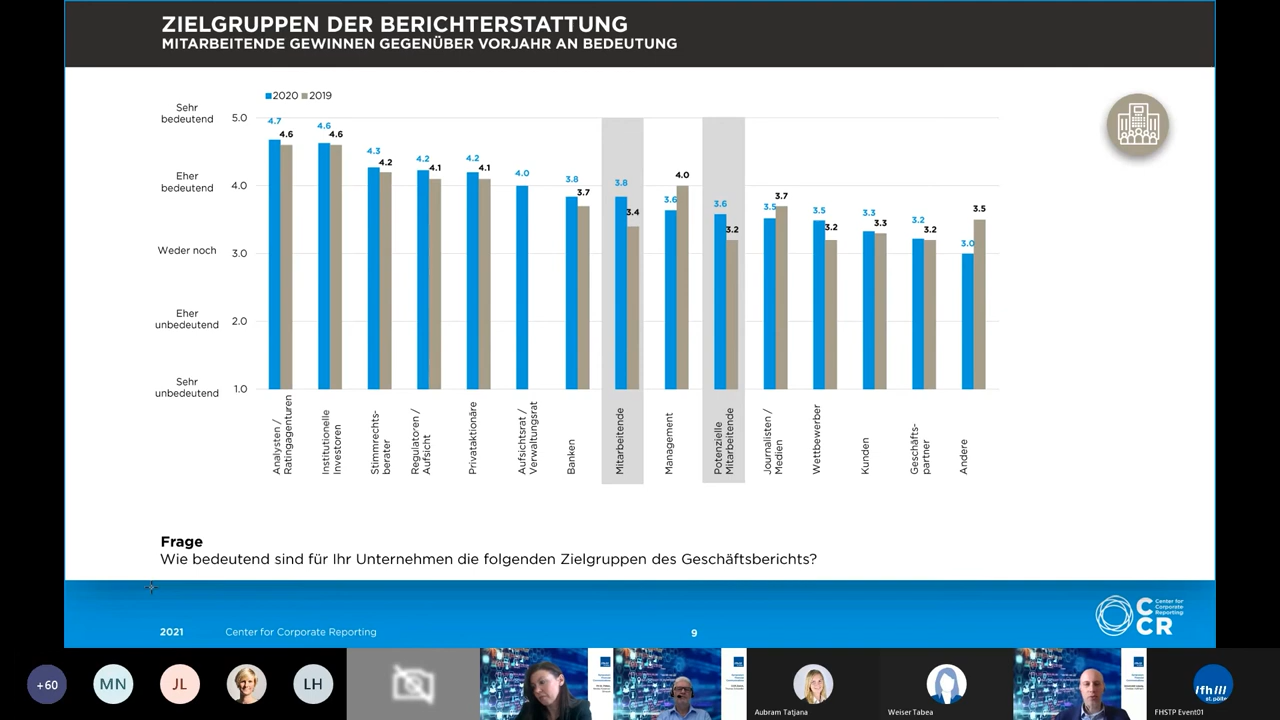 ZIELGRUPPEN DER BERICHTERSTATTUNG
MITARBEITENDE GEWINNEN GEGENÜBER VORJAHR AN BEDEUTUNG
2020 2019
Sehr
bedeutend
5.0
Eher
bedeutend
4.0
Weder noch
3.0
Eher
unbedeutend
2.0
Sehr
unbedeutend
1.0
4.7
4.6
4.6
4.6
4.3
4.2
4.2
4.1
4.2
4.1
4.0
3.8
3.7
3.8
3.4
3.6
4.0
3.6
3.2
3.5
3.7
3.5
3.2
3.3
3.3
3.2
3.2
3.0
3.5
Analysten /
Ratingagenturen
Institutionelle
Investoren
Stimmrechts-
berater
Regulatoren /
Aufsicht
Privataktionäre
Aufsichtsrat /
Verwaltungsrat
Banken
Mitarbeitende
Management
Potenzielle
Mitarbeitende
Journalisten /
Medien
Wettbewerber
Kunden
Geschäfts-
partner
Andere
Frage
Wie bedeutend sind für Ihr Unternehmen die folgenden Zielgruppen des Geschäftsberichts?
2021 Center for Corporate Reporting 9
Center for
Corporate
Reporting
C
CR
+60 MN JL LH
Aubram Tatjana
Weiser Tabea
FHSTP Event01